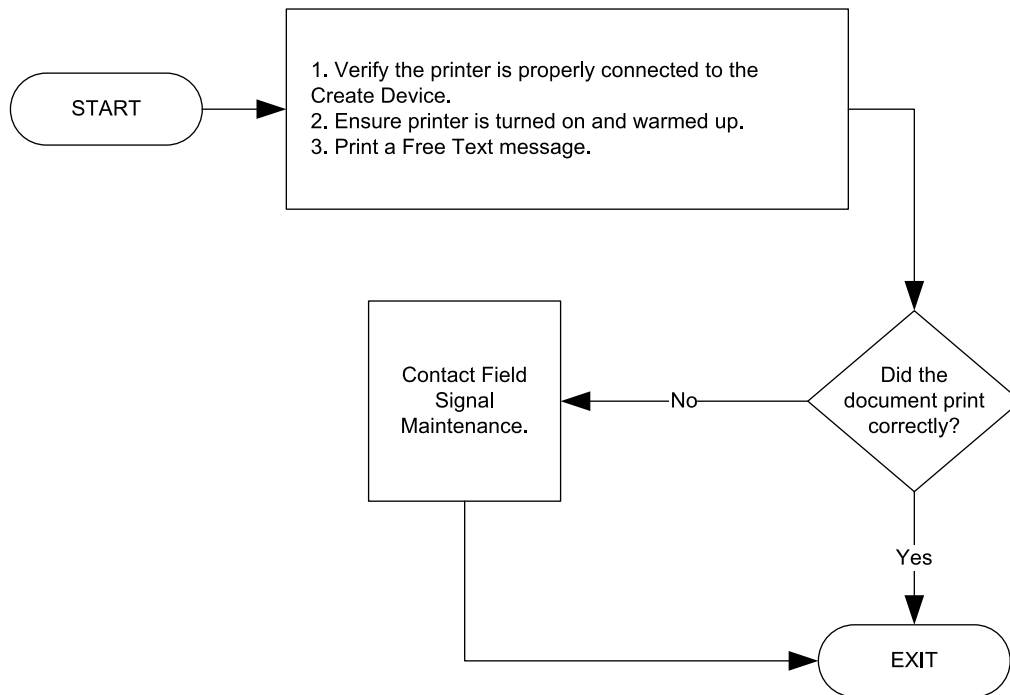 START
1. Verify the printer is properly connected to the
Create Device.
2. Ensure printer is turned on and warmed up.
3. Print a Free Text message.
Did the
document print
correctly?
No
Contact Field
Signal
Maintenance.
Yes
EXIT